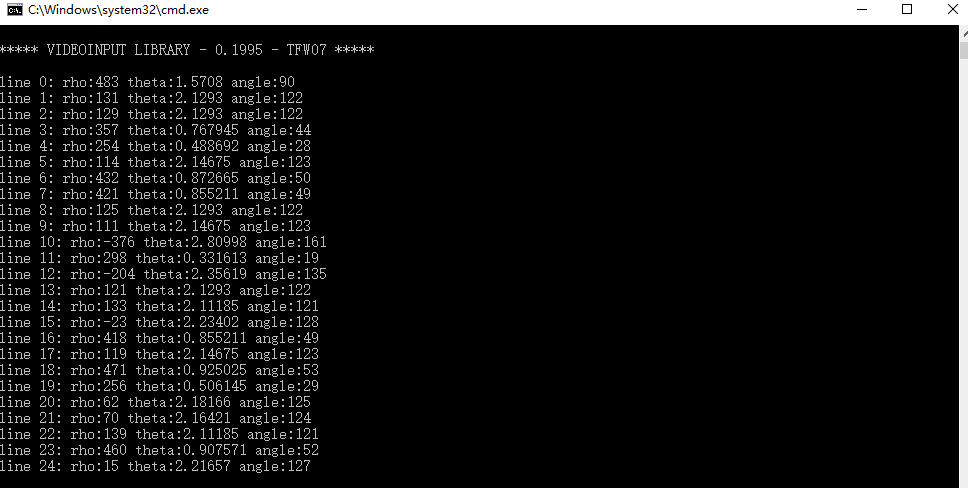 C:\Windows\system32\cmd.exe
***** VIDEOINPUT LIBRARY - 0.1995 - TFW07 *****
line 0: rho:483 theta:1.5708 angle:90
line 1: rho:131 theta:2.1293 angle:122
line 2: rho:129 theta:2.1293 angle:122
line 3: rho:357 theta:0.767945 angle:44
line 4: rho:254 theta:0.488692 angle:28
line 5: rho:114 theta:2.14675 angle:123
line 6: rho:432 theta:0.872665 angle:50
line 7: rho:421 theta:0.855211 angle:49
line 8: rho:125 theta:2.1293 angle:122
line 9: rho:111 theta:2.14675 angle:123
line 10: rho:-376 theta:2.80998 angle:161
line 11: rho:298 theta:0.331613 angle:19
line 12: rho:-204 theta:2.35619 angle:135
line 13: rho:121 theta:2.1293 angle:122
line 14: rho:133 theta:2.11185 angle:121
line 15: rho:-23 theta:2.23402 angle:128
line 16: rho:418 theta:0.855211 angle:49
line 17: rho:119 theta:2.14675 angle:123
line 18: rho:471 theta:0.925025 angle:53
line 19: rho:256 theta:0.506145 angle:29
line 20: rho:62 theta:2.18166 angle:125
line 21: rho:70 theta:2.16421 angle:124
line 22: rho:139 theta:2.11185 angle:121
line 23: rho:460 theta:0.907571 angle:52
line 24: rho:15 theta:2.21657 angle:127